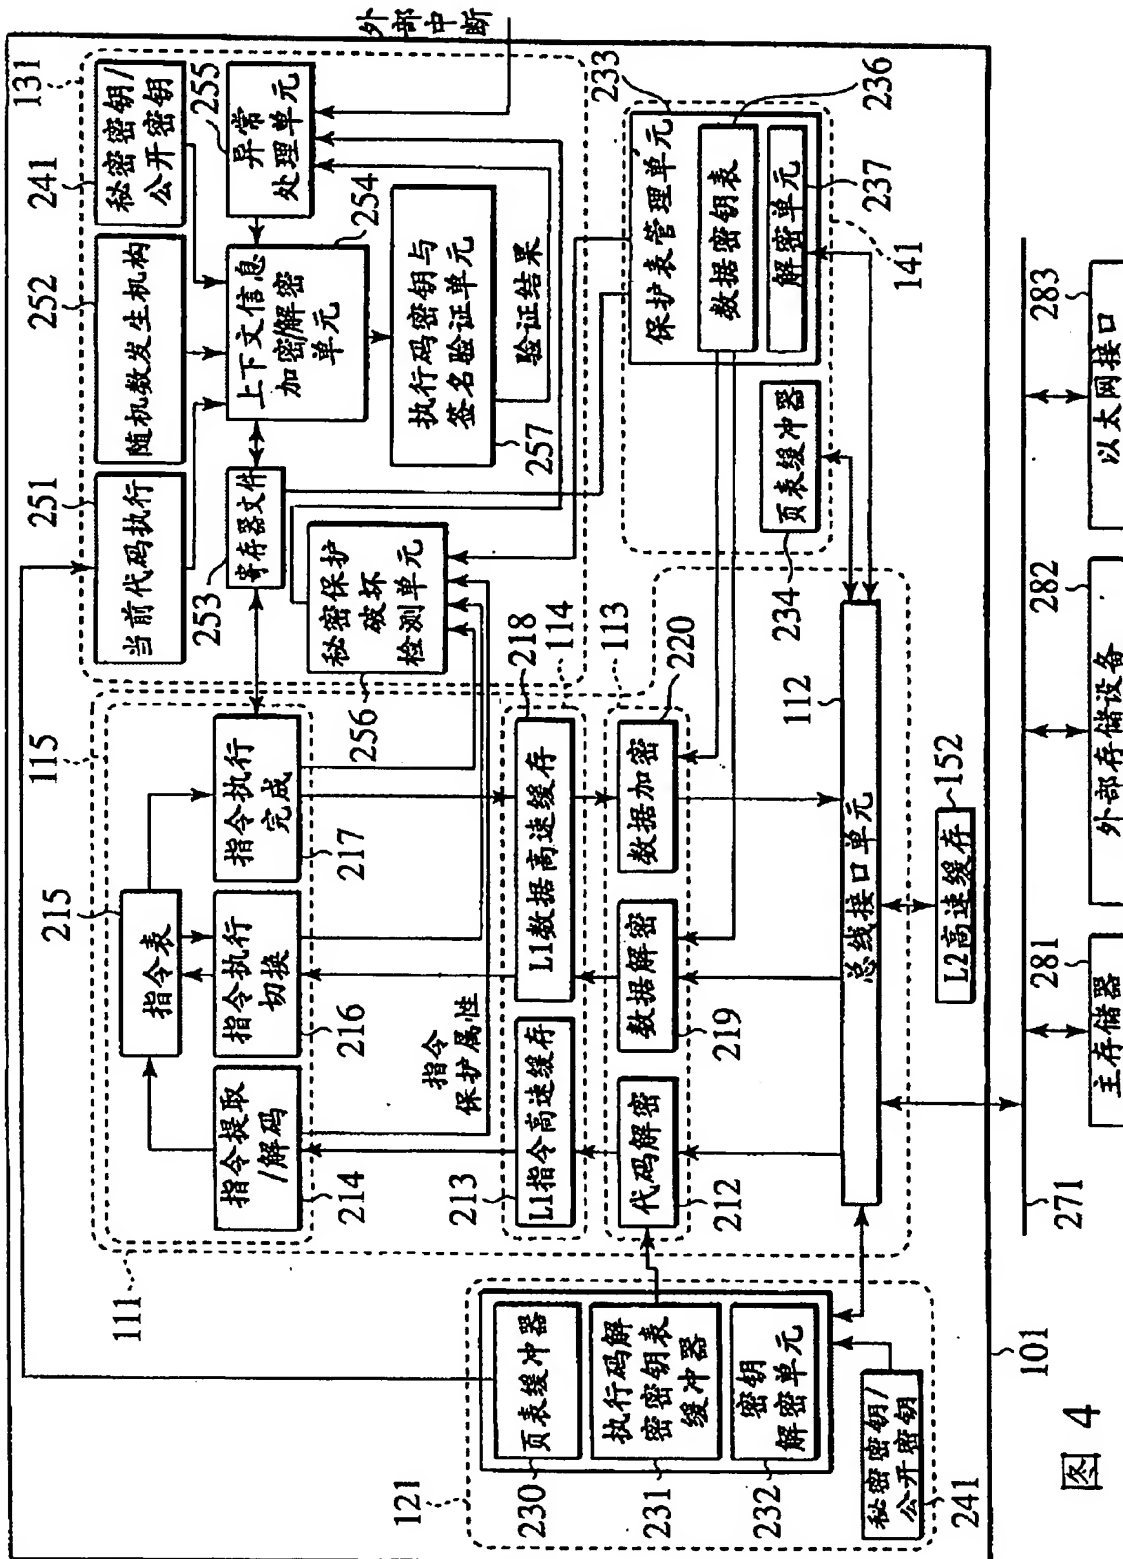 外部中断
131
241
秘密密钥/
公开密钥
255
异常
处理单元
252
随机数发生机构
254
上下文信息
加密/解密
单元
执行码密钥与
签名验证单元
验证结果
257
251
当前代码执行
253
寄存器文件
秘密保护
破坏
检测单元
256
233
236
保护表管理单元
数据密钥表
解密单元
237
141
页表缓冲器
234
115
215
指令表
指令执行
完成
217
指令执行
切换
216
指令提取
/解码
214
指令
保护属性
111
218
114
L1数据高速缓存
L1指令高速缓存
213
113
220
数据加密
数据解密
219
代码解密
212
112
总线接口单元
152
L2高速缓存
121
页表缓冲器
230
执行码解
密密钥表
缓冲器
231
密钥
解密单元
232
秘密密钥/
公开密钥
241
101
271
281
主存储器
282
外部存储设备
283
以太网接口
图 4